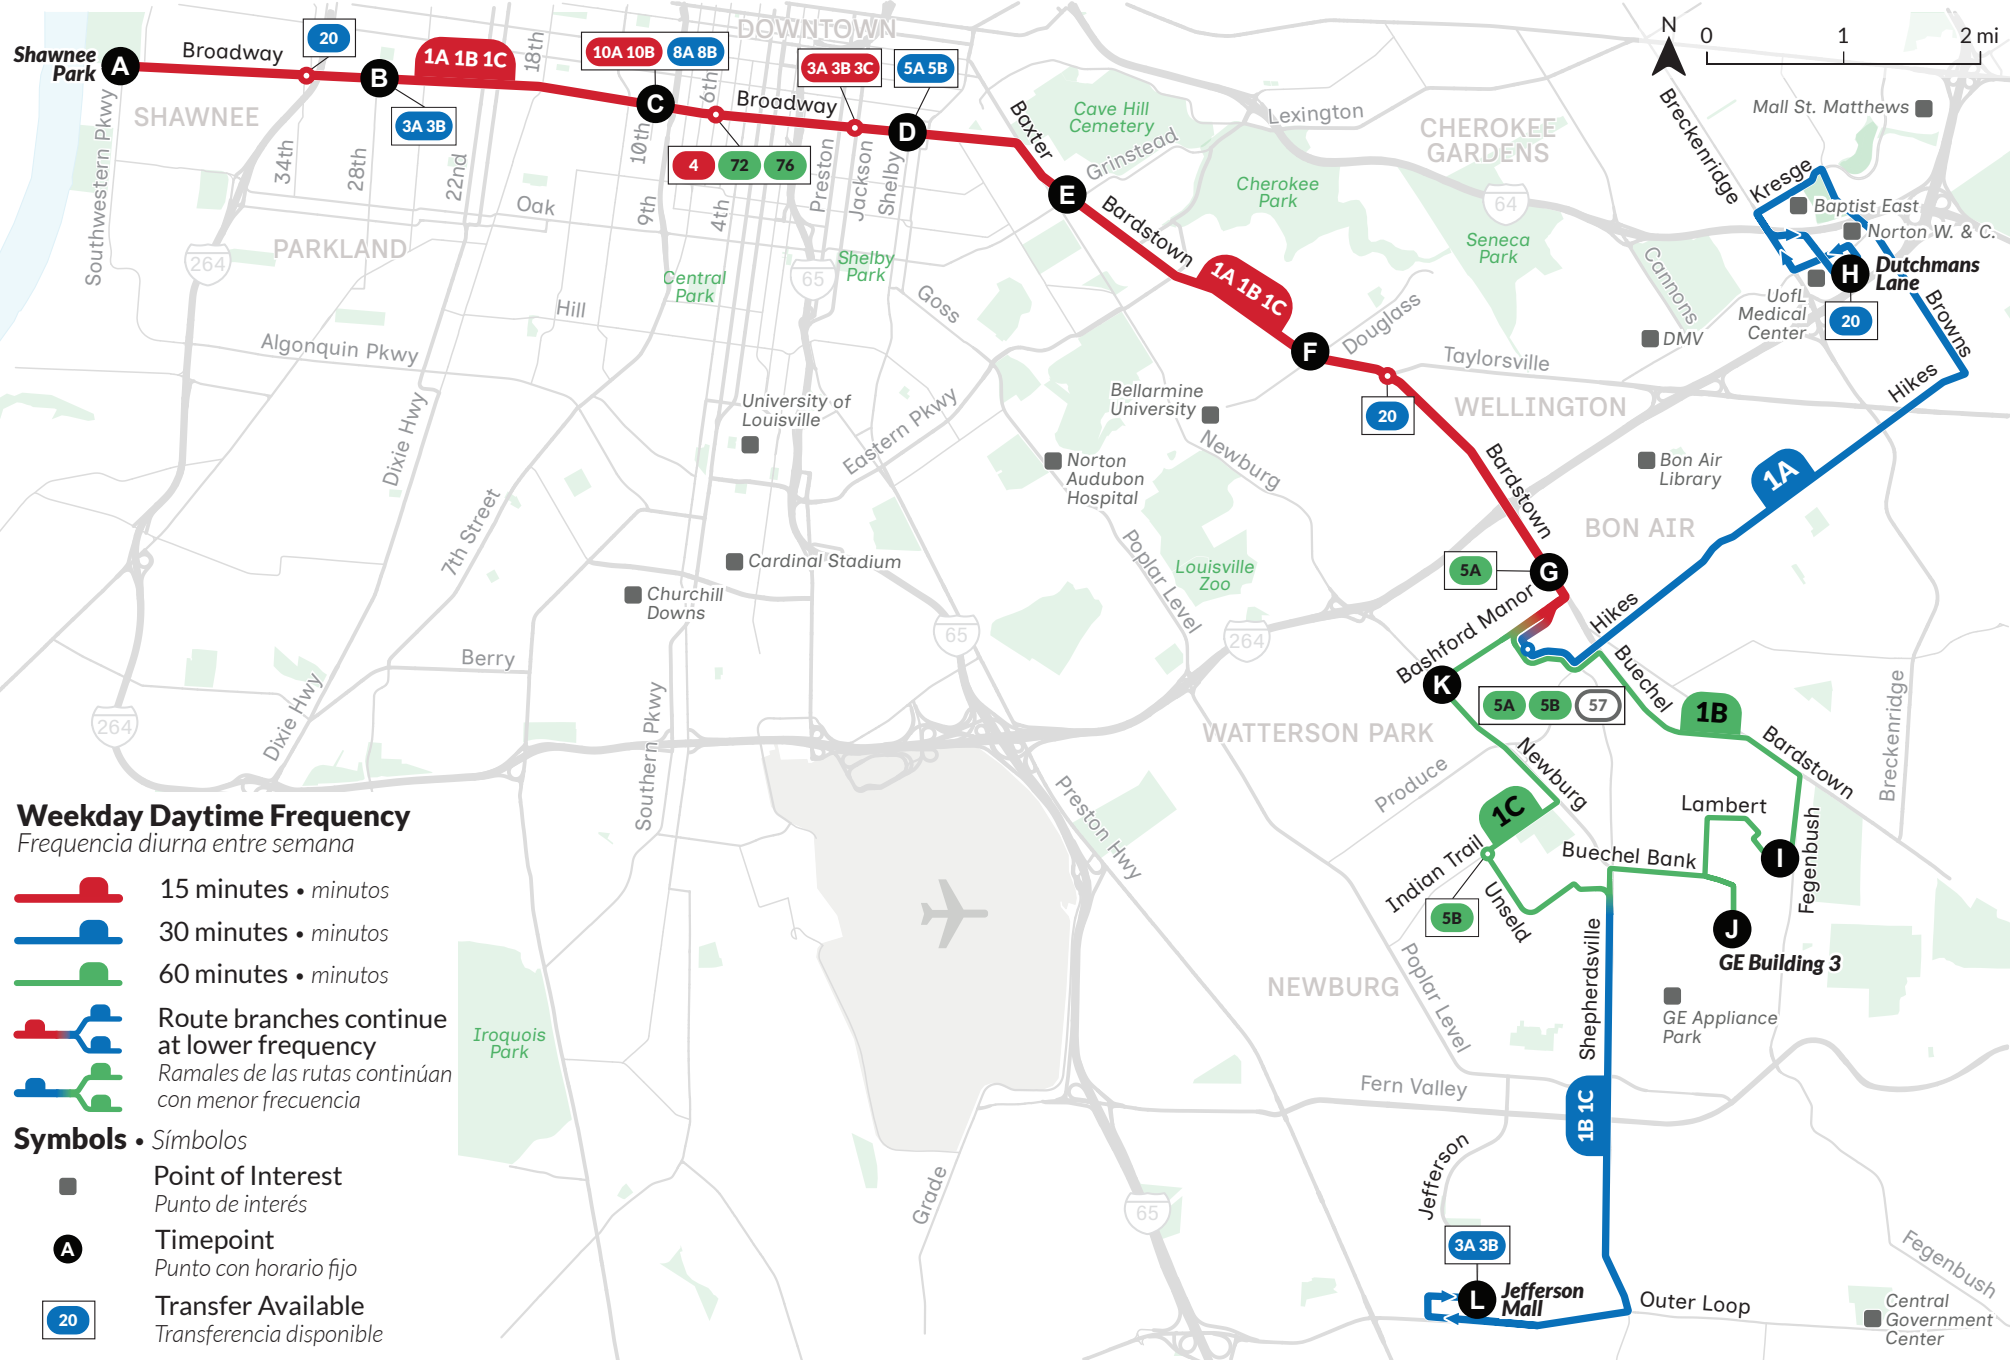 Shawnee
Park
A
Broadway
20
B
1A 1B 1C
3A 3B
18th
10A 10B
8A 8B
C
6th
DOWNTOWN
Broadway
4
72
76
3A 3B 3C
5A 5B
D
Baxter
E
Cave Hill
Cemetery
Grinstead
Lexington
CHEROKEE
GARDENS
N
0
1
2 mi
Breckenridge
Mall St. Matthews
Kresge
Baptist East
Norton W. & C.
H
Dutchmans
Lane
UofL
Medical
Center
20
Browns
Hikes
SHAWNEE
Southwestern Pkwy
34th
28th
22nd
10th
9th
4th
Preston
Jackson
Shelby
Oak
PARKLAND
264
Central
Park
65
Shelby
Park
Bardstown
Cherokee
Park
64
Seneca
Park
Cannons
DMV
1A 1B 1C
F
Douglass
Taylorsville
20
WELLINGTON
Hill
Algonquin Pkwy
Goss
University of
Louisville
Eastern Pkwy
Dixie Hwy
Bellarmine
University
Newburg
Norton
Audubon
Hospital
Bardstown
Bon Air
Library
BON AIR
1A
7th Street
Cardinal Stadium
Churchill
Downs
Poplar Level
Louisville
Zoo
5A
G
Bashford Manor
Hikes
264
65
Berry
K
5A
5B
57
Buechel
1B
Bardstown
Breckenridge
WATTERSON PARK
264
Dixie Hwy
Southern Pkwy
Preston Hwy
Produce
Newburg
1C
Indian Trail
5B
Unseld
Buechel Bank
Lambert
I
Fegenbush
J
GE Building 3
GE Appliance
Park
Shepherdsville
NEWBURG
Poplar Level
Fern Valley
1B 1C
Jefferson
3A 3B
L
Jefferson
Mall
Outer Loop
Fegenbush
Central
Government
Center
65
Grade
Iroquois
Park
Weekday Daytime Frequency
Frequencia diurna entre semana
15 minutes • minutos
30 minutes • minutos
60 minutes • minutos
Route branches continue
at lower frequency
Ramales de las rutas continúan
con menor frecuencia
Symbols • Símbolos
Point of Interest
Punto de interés
A
Timepoint
Punto con horario fijo
20
Transfer Available
Transferencia disponible